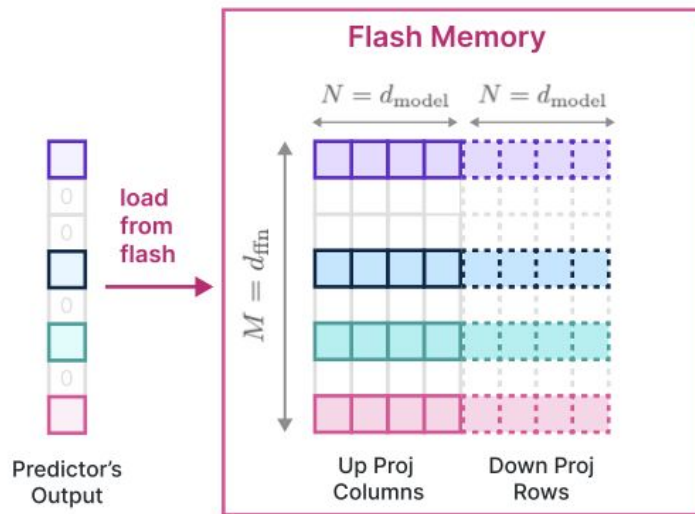 Flash Memory
N = d_model
N = d_model
0
0
load
from
flash
0
0
M = d_ffn
Predictor's
Output
Up Proj
Columns
Down Proj
Rows